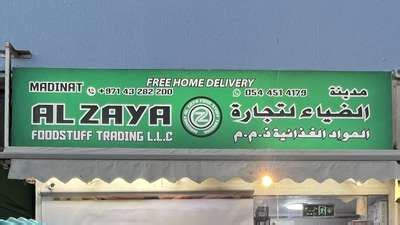 FREE HOME DELIVERY
MADINAT +971 43 282 200
054 451 4179 مدينة
AL ZAYA
FOODSTUFF TRADING L.L.C
الضياء لتجارة
المواد الغذائية ذ.م.م